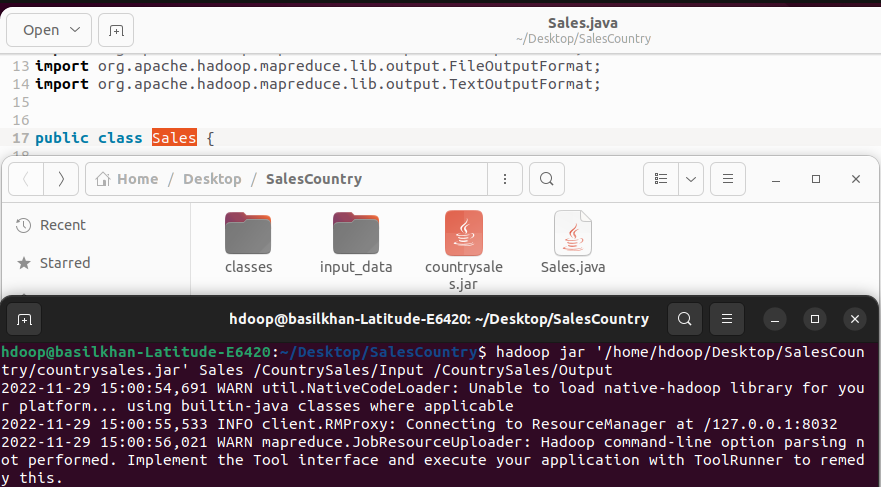 Open
Sales.java
~/Desktop/SalesCountry
13 import org.apache.hadoop.mapreduce.lib.output.FileOutputFormat;
14 import org.apache.hadoop.mapreduce.lib.output.TextOutputFormat;
15
16
17 public class Sales {
Home / Desktop / SalesCountry
Recent
Starred
classes
input_data
countrysale
s.jar
Sales.java
hdoop@basilkhan-Latitude-E6420: ~/Desktop/SalesCountry
hdoop@basilkhan-Latitude-E6420:~/Desktop/SalesCountry$ hadoop jar '/home/hdoop/Desktop/SalesCoun
try/countrysales.jar' Sales /CountrySales/Input /CountrySales/Output
2022-11-29 15:00:54,691 WARN util.NativeCodeLoader: Unable to load native-hadoop library for you
r platform... using builtin-java classes where applicable
2022-11-29 15:00:55,533 INFO client.RMProxy: Connecting to ResourceManager at /127.0.0.1:8032
2022-11-29 15:00:56,021 WARN mapreduce.JobResourceUploader: Hadoop command-line option parsing n
ot performed. Implement the Tool interface and execute your application with ToolRunner to remed
y this.